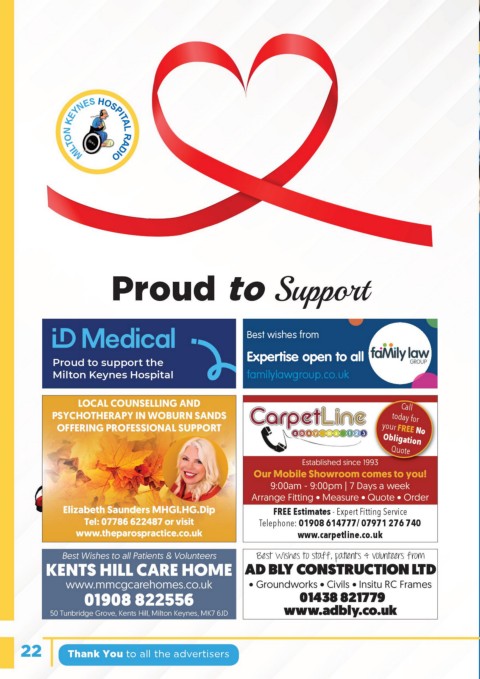 MILTON KEYNES HOSPITAL RADIO
Proud to Support
iD Medical
Proud to support the
Milton Keynes Hospital
Best wishes from
Expertise open to all
familylawgroup.co.uk
family law
GROUP
LOCAL COUNSELLING AND
PSYCHOTHERAPY IN WOBURN SANDS
OFFERING PROFESSIONAL SUPPORT
Elizabeth Saunders MHGI.HG.Dip
Tel: 07786 622487 or visit
www.theparospractice.co.uk
CarpetLine
Call
today for
your FREE No
Obligation
Quote
Established since 1993
Our Mobile Showroom comes to you!
9:00am - 9:00pm | 7 Days a week
Arrange Fitting • Measure • Quote • Order
FREE Estimates - Expert Fitting Service
Telephone: 01908 614777/ 07971 276 740
www.carpetline.co.uk
Best Wishes to all Patients & Volunteers
KENTS HILL CARE HOME
www.mmcgcarehomes.co.uk
01908 822556
50 Tunbridge Grove, Kents Hill, Milton Keynes, MK7 6JD
Best Wishes to staff, patients & volunteers from
AD BLY CONSTRUCTION LTD
• Groundworks • Civils • Insitu RC Frames
01438 821779
www.adbly.co.uk
22
Thank You to all the advertisers